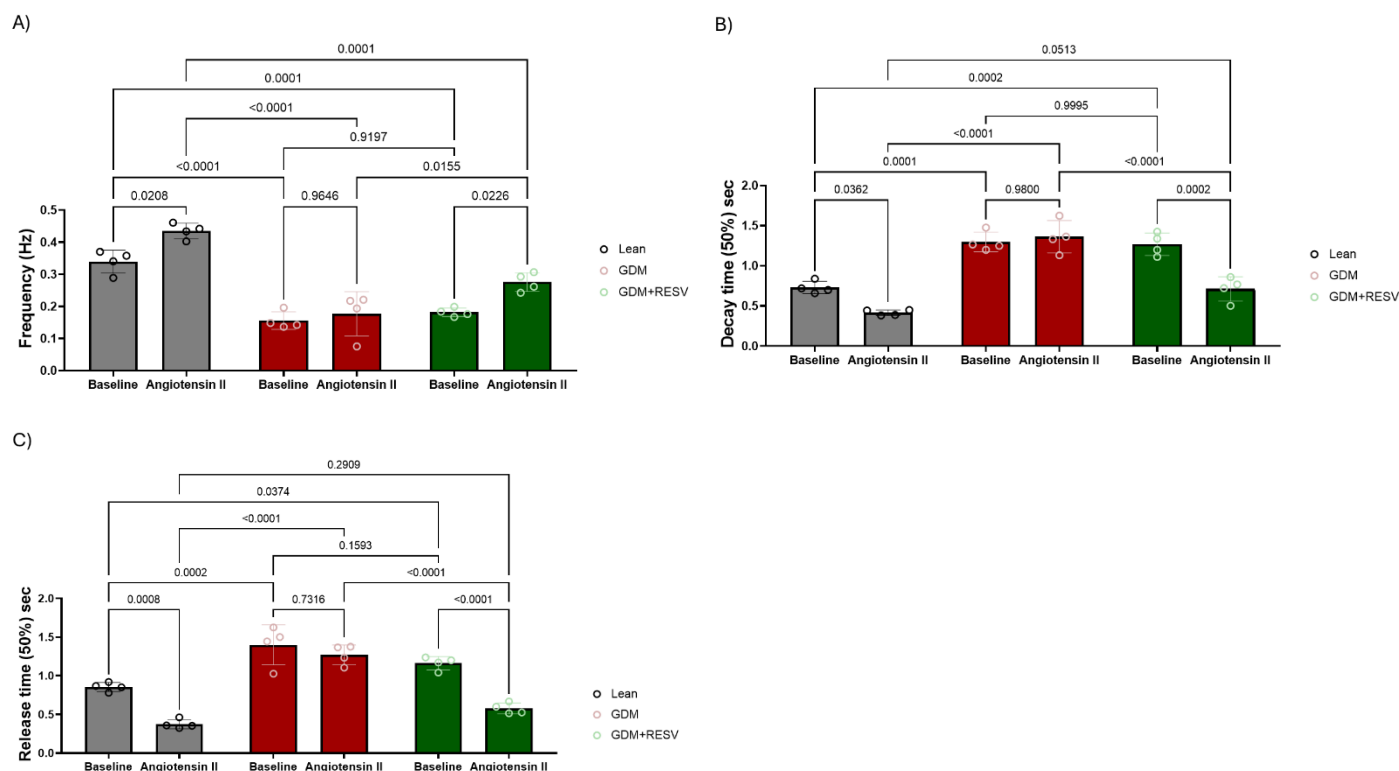 A)
0.0001
0.0001
<0.0001
0.9197
<0.0001
0.0155
0.0208
0.9646
0.0226
Frequency (Hz)
0.5
0.4
0.3
0.2
0.1
0.0
Baseline Angiotensin II Baseline Angiotensin II Baseline Angiotensin II
Lean
GDM
GDM+RESV
B)
0.0513
0.0002
0.9995
<0.0001
0.0001
<0.0001
0.0362
0.9800
0.0002
Decay time (50%) sec
2.0
1.5
1.0
0.5
0.0
Baseline Angiotensin II Baseline Angiotensin II Baseline Angiotensin II
Lean
GDM
GDM+RESV
C)
0.2909
0.0374
<0.0001
0.1593
0.0002
<0.0001
0.0008
0.7316
<0.0001
Release time (50%) sec
2.0
1.5
1.0
0.5
0.0
Baseline Angiotensin II Baseline Angiotensin II Baseline Angiotensin II
Lean
GDM
GDM+RESV